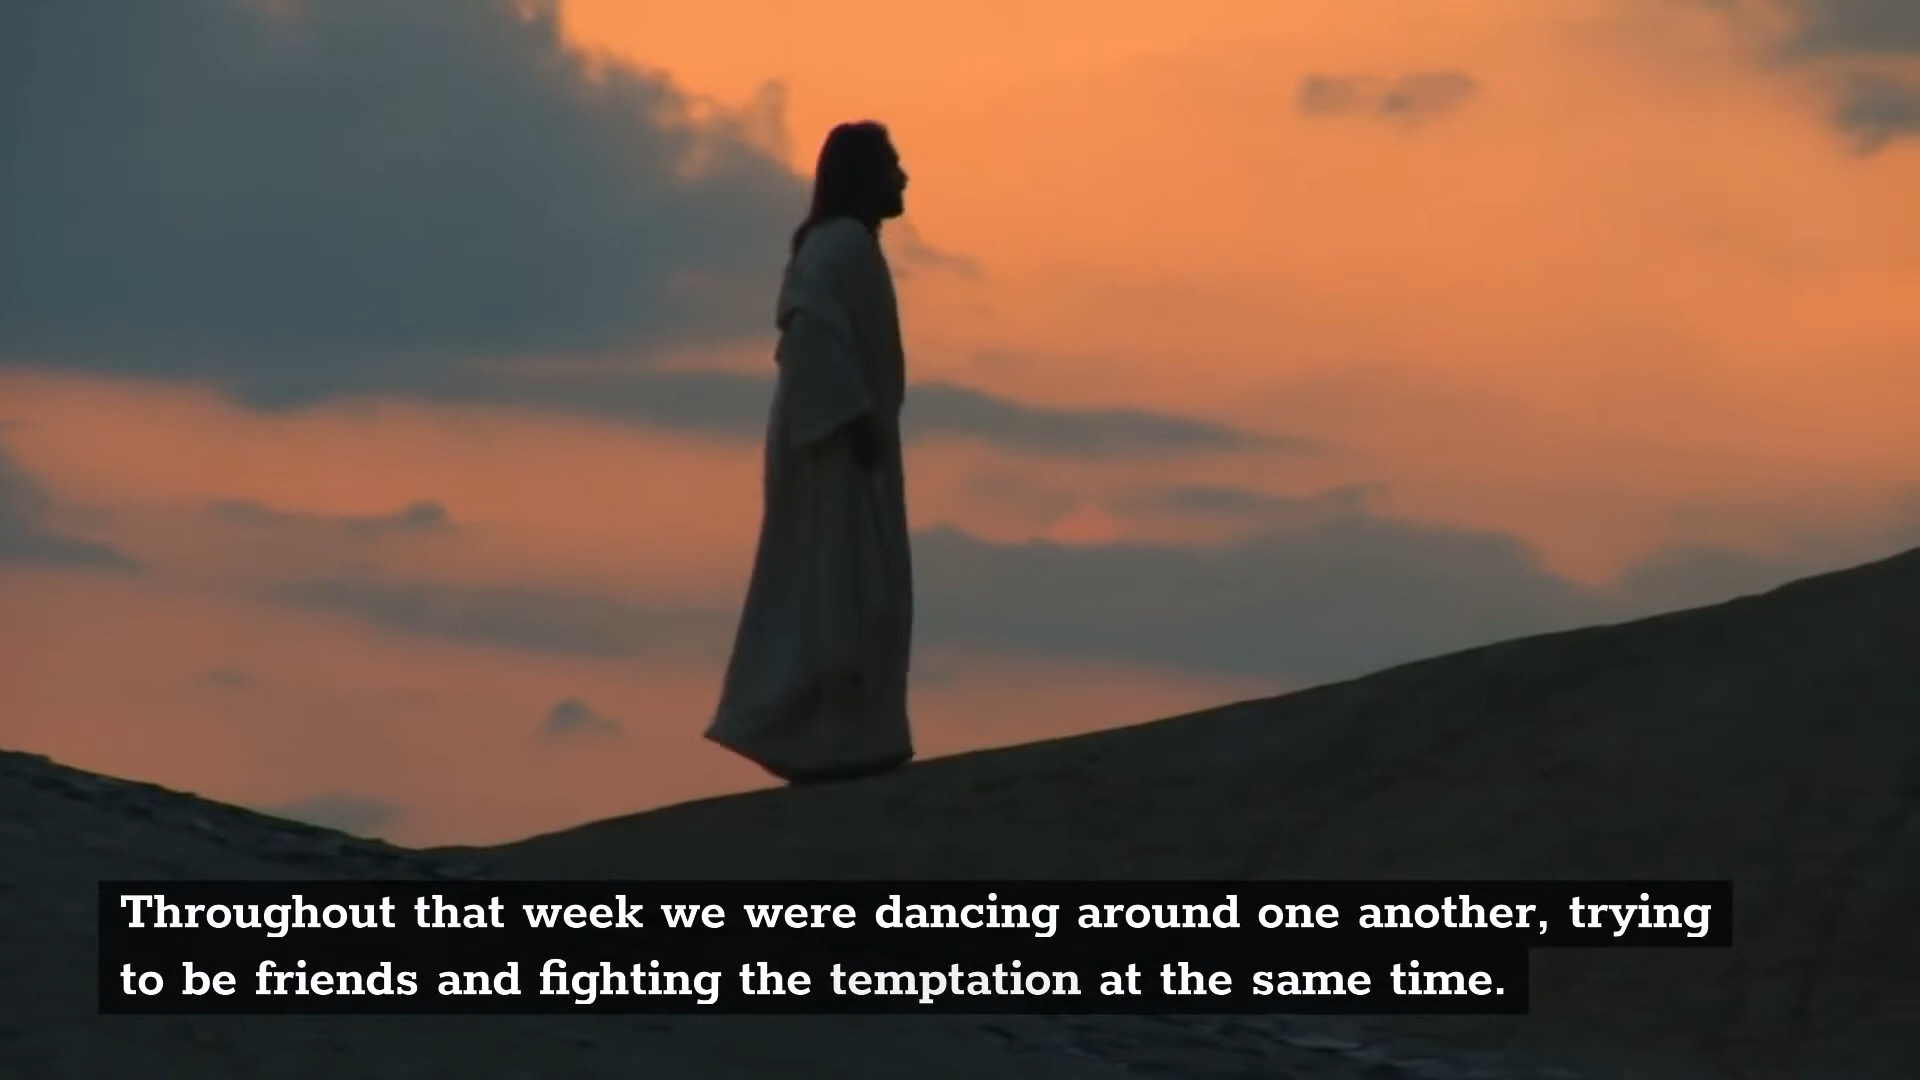 Throughout that week we were dancing around one another, trying
to be friends and fighting the temptation at the same time.